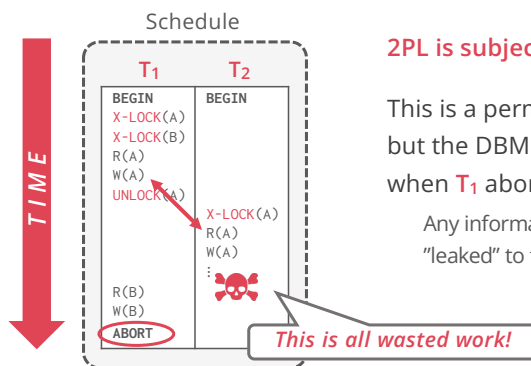 Schedule
TIME
T1
T2
BEGIN
X-LOCK(A)
X-LOCK(B)
R(A)
W(A)
UNLOCK(A)
R(B)
W(B)
ABORT
BEGIN
X-LOCK(A)
R(A)
W(A)
⋮
This is all wasted work!
2PL is subjec
This is a perm
but the DBM
when T1 abor
Any informa
"leaked" to